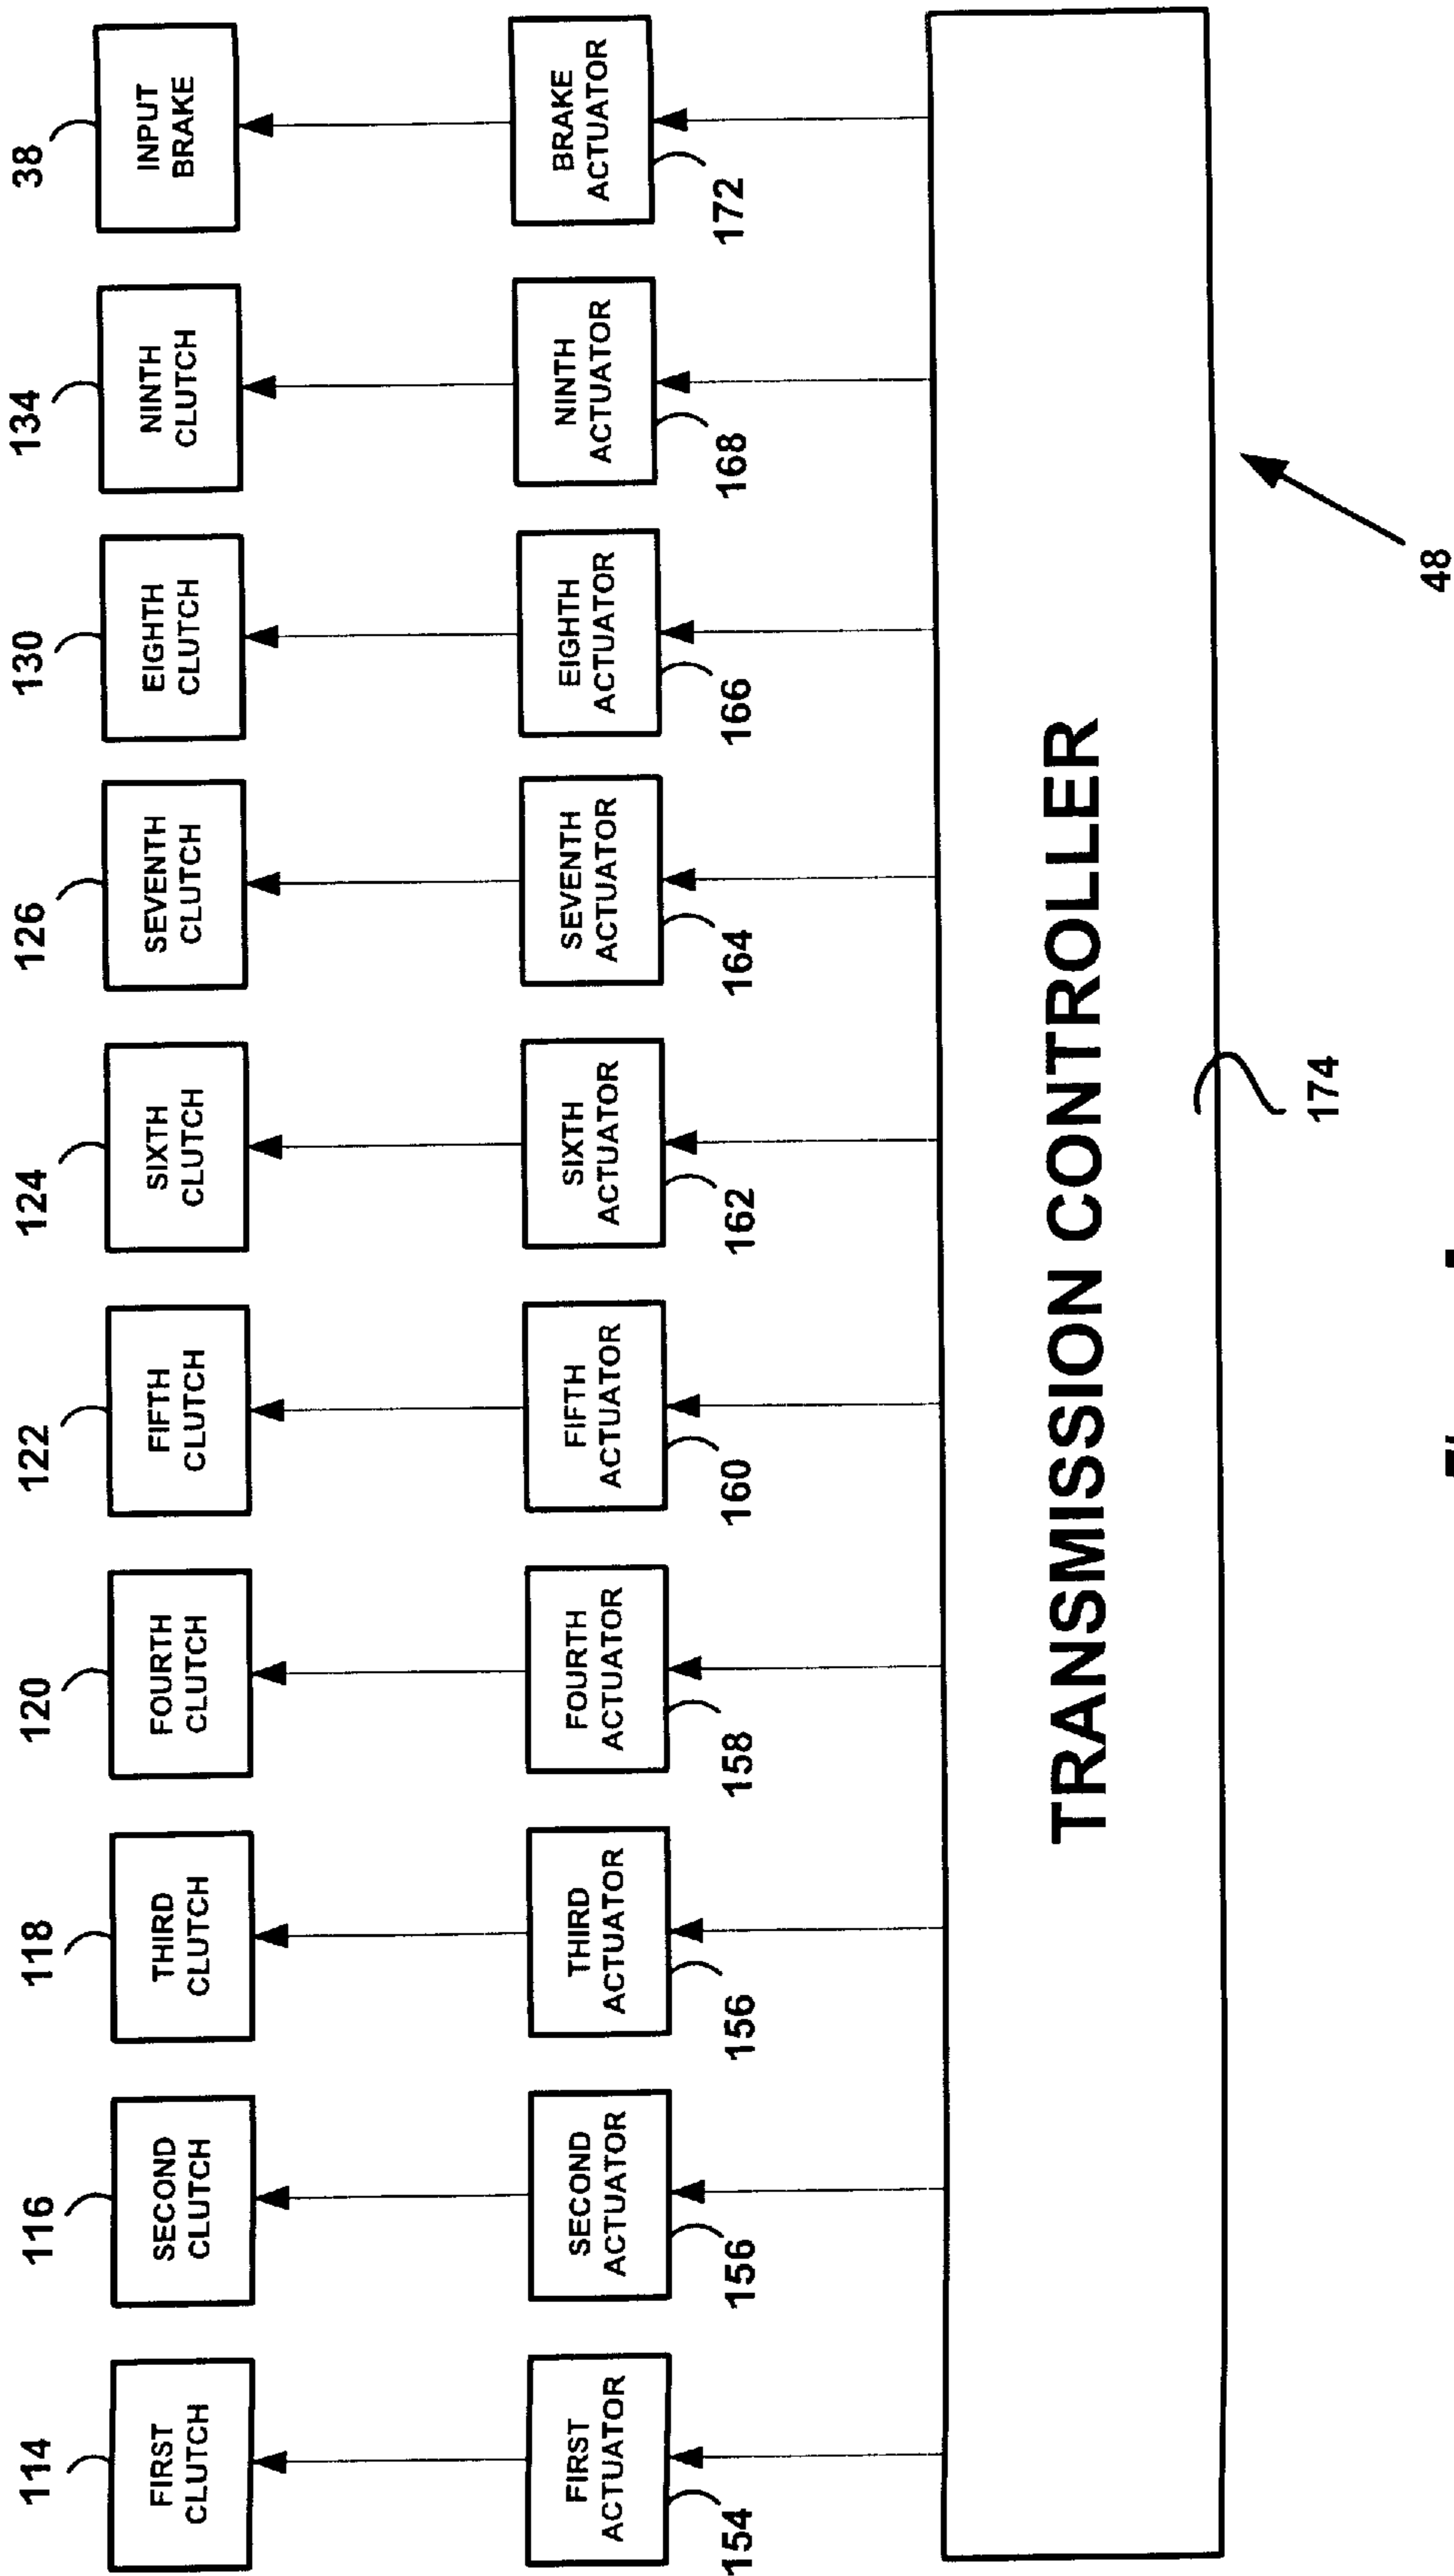 114 116 118 120 122 124 126 130 134 38
FIRST
CLUTCH
SECOND
CLUTCH
THIRD
CLUTCH
FOURTH
CLUTCH
FIFTH
CLUTCH
SIXTH
CLUTCH
SEVENTH
CLUTCH
EIGHTH
CLUTCH
NINTH
CLUTCH
INPUT
BRAKE
FIRST
ACTUATOR
SECOND
ACTUATOR
THIRD
ACTUATOR
FOURTH
ACTUATOR
FIFTH
ACTUATOR
SIXTH
ACTUATOR
SEVENTH
ACTUATOR
EIGHTH
ACTUATOR
NINTH
ACTUATOR
BRAKE
ACTUATOR
154 156 156 158 160 162 164 166 168 172
TRANSMISSION CONTROLLER
174
48